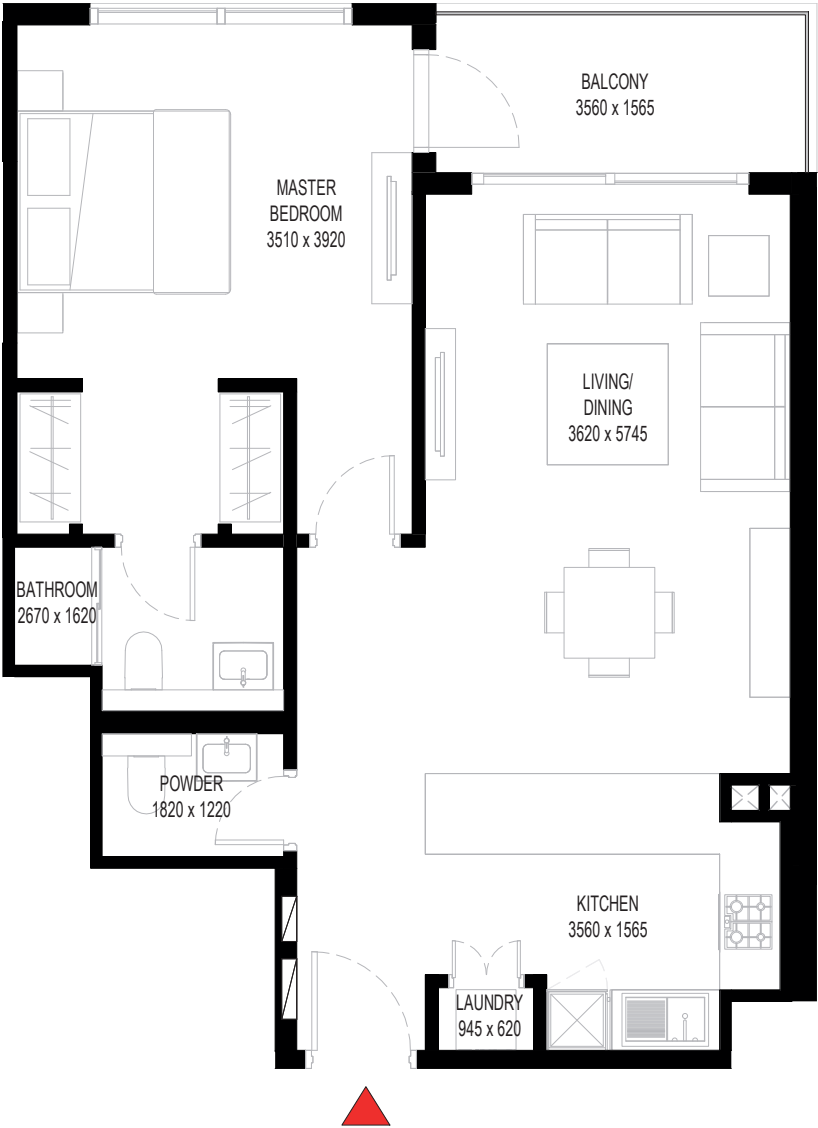 BALCONY
3560 x 1565
MASTER
BEDROOM
3510 x 3920
LIVING/
DINING
3620 x 5745
BATHROOM
2670 x 1620
POWDER
1820 x 1220
KITCHEN
3560 x 1565
LAUNDRY
945 x 620